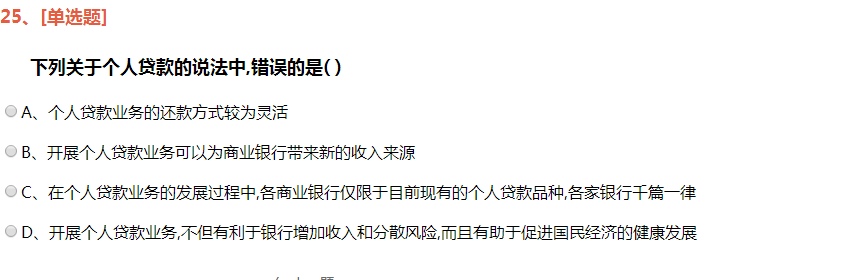 25、[单选题]
下列关于个人贷款的说法中,错误的是( )
A、个人贷款业务的还款方式较为灵活
B、开展个人贷款业务可以为商业银行带来新的收入来源
C、在个人贷款业务的发展过程中,各商业银行仅限于目前现有的个人贷款品种,各家银行千篇一律
D、开展个人贷款业务,不但有利于银行增加收入和分散风险,而且有助于促进国民经济的健康发展